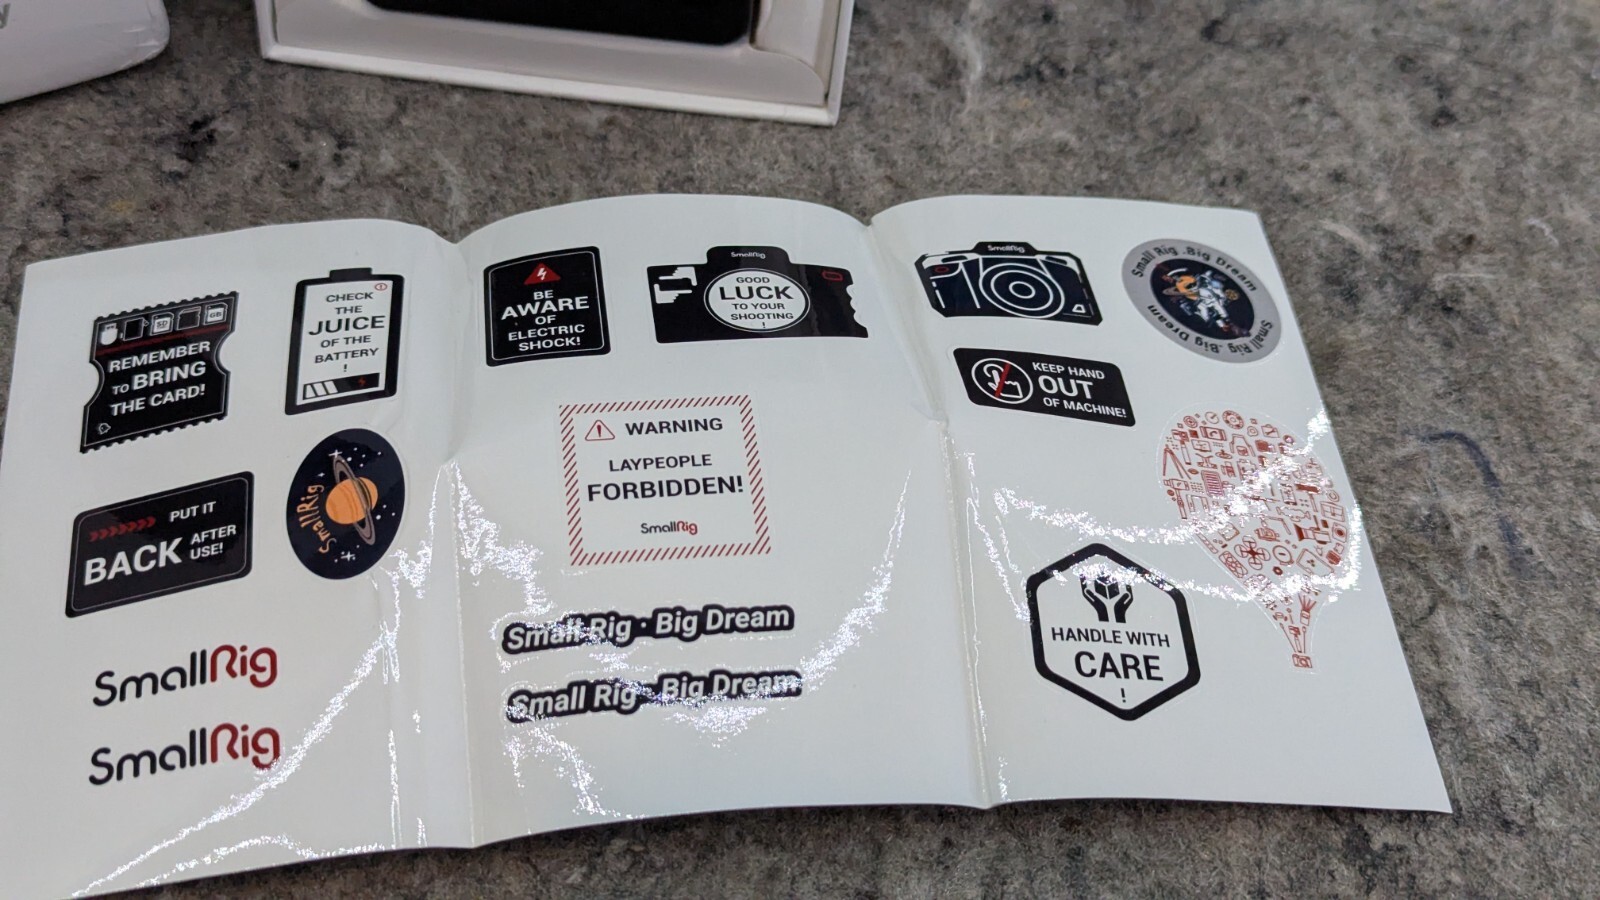 y
SD
GB
REMEMBER
TO BRING
THE CARD!
CHECK
THE
JUICE
OF THE
BATTERY
!
PUT IT
BACK AFTER
USE!
SmallRig
SmallRig
SmallRig
BE
AWARE
OF
ELECTRIC
SHOCK!
SmallRig
GOOD
LUCK
TO YOUR
SHOOTING
!
WARNING
LAYPEOPLE
FORBIDDEN!
SmallRig
Small Rig · Big Dream
Small Rig · Big Dream
SmallRig
Small Rig . Big Dream
Small Rig . Big Dream
KEEP HAND
OUT
OF MACHINE!
HANDLE WITH
CARE
!